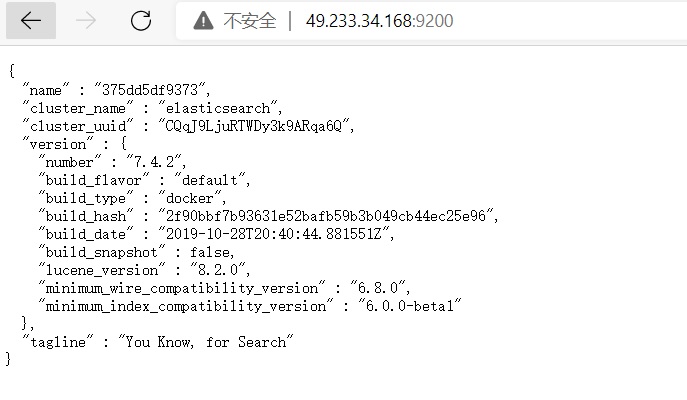 不安全 | 49.233.34.168:9200
{
  "name" : "375dd5df9373",
  "cluster_name" : "elasticsearch",
  "cluster_uuid" : "CQqJ9LjuRTWDy3k9ARqa6Q",
  "version" : {
    "number" : "7.4.2",
    "build_flavor" : "default",
    "build_type" : "docker",
    "build_hash" : "2f90bbf7b93631e52bafb59b3b049cb44ec25e96",
    "build_date" : "2019-10-28T20:40:44.881551Z",
    "build_snapshot" : false,
    "lucene_version" : "8.2.0",
    "minimum_wire_compatibility_version" : "6.8.0",
    "minimum_index_compatibility_version" : "6.0.0-beta1"
  },
  "tagline" : "You Know, for Search"
}